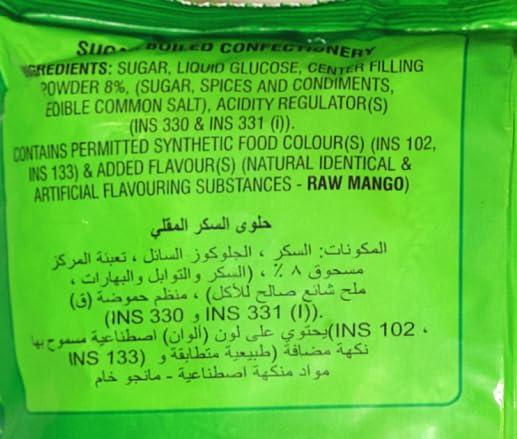 SUGAR BOILED CONFECTIONERY
INGREDIENTS: SUGAR, LIQUID GLUCOSE, CENTER FILLING
POWDER 8%, (SUGAR, SPICES AND CONDIMENTS,
EDIBLE COMMON SALT), ACIDITY REGULATOR(S)
(INS 330 & INS 331 (i)).
CONTAINS PERMITTED SYNTHETIC FOOD COLOUR(S) (INS 102,
INS 133) & ADDED FLAVOUR(S) (NATURAL IDENTICAL &
ARTIFICIAL FLAVOURING SUBSTANCES - RAW MANGO)
حلوى السكر المقلي
المكونات: السكر ، الجلوكوز السائل ، تعبئة المركز
مسحوق ٨ ٪ ، (السكر والتوابل والبهارات ،
ملح شائع صالح للأكل) ، منظم حموضة (ق)
(INS 330 و INS 331 (I)).
INS 102 ،)يحتوي على لون (ألوان) اصطناعية مسموح بها
INS 133) نكهة مضافة (طبيعية متطابقة و
مواد منكهة اصطناعية - مانجو خام